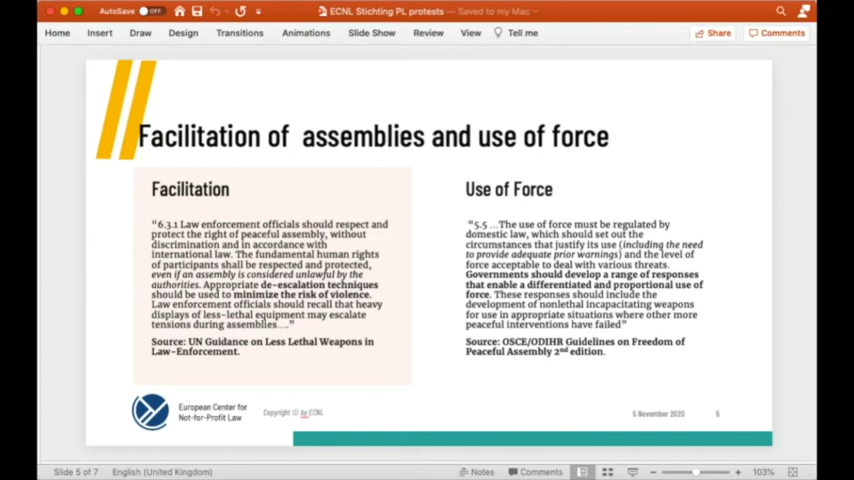 AutoSave OFF
ECNL Stichting PL protests — Saved to my Mac
Home Insert Draw Design Transitions Animations Slide Show Review View Tell me Share Comments
Facilitation of assemblies and use of force
Facilitation
“6.3.1 Law enforcement officials should respect and
protect the right of peaceful assembly, without
discrimination and in accordance with
international law. The fundamental human rights
of participants shall be respected and protected,
even if an assembly is considered unlawful by the
authorities. Appropriate de-escalation techniques
should be used to minimize the risk of violence.
Law enforcement officials should recall that heavy
displays of less-lethal equipment may escalate
tensions during assemblies….”
Source: UN Guidance on Less Lethal Weapons in
Law-Enforcement.
Use of Force
“5.5 …The use of force must be regulated by
domestic law, which should set out the
circumstances that justify its use (including the need
to provide adequate prior warnings) and the level of
force acceptable to deal with various threats.
Governments should develop a range of responses
that enable a differentiated and proportional use of
force. These responses should include the
development of nonlethal incapacitating weapons
for use in appropriate situations where other more
peaceful interventions have failed”
Source: OSCE/ODIHR Guidelines on Freedom of
Peaceful Assembly 2nd edition.
European Center for
Not-for-Profit Law
Copyright © by ECNL
5 November 2020
5
Slide 5 of 7 English (United Kingdom) Notes Comments 103%